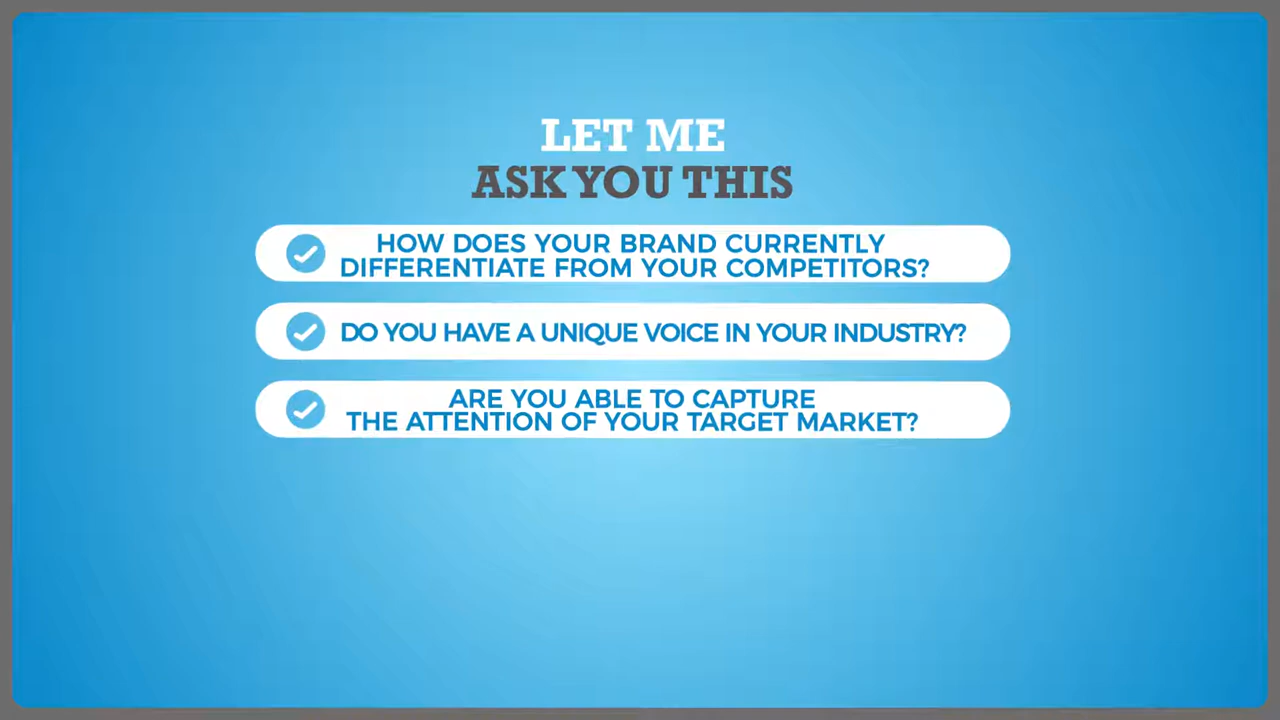 LET ME
ASK YOU THIS
HOW DOES YOUR BRAND CURRENTLY
DIFFERENTIATE FROM YOUR COMPETITORS?
DO YOU HAVE A UNIQUE VOICE IN YOUR INDUSTRY?
ARE YOU ABLE TO CAPTURE
THE ATTENTION OF YOUR TARGET MARKET?